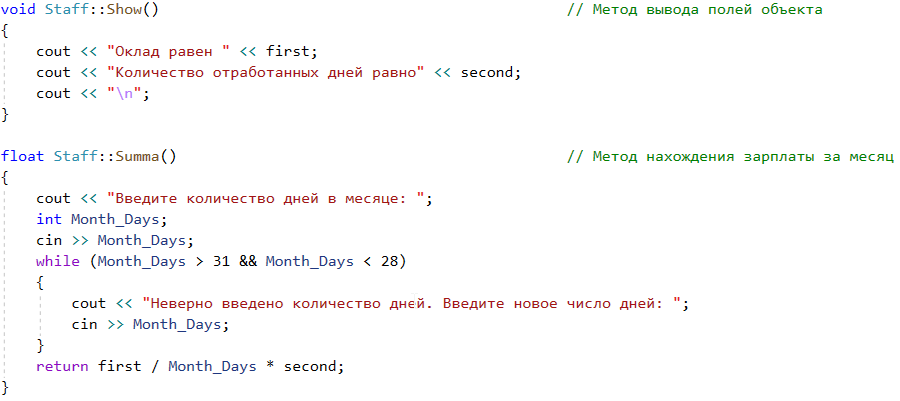 void Staff::Show() // Метод вывода полей объекта
{
cout << "Оклад равен " << first;
cout << "Количество отработанных дней равно" << second;
cout << "\n";
}
float Staff::Summa() // Метод нахождения зарплаты за месяц
{
cout << "Введите количество дней в месяце: ";
int Month_Days;
cin >> Month_Days;
while (Month_Days > 31 && Month_Days < 28)
{
cout << "Неверно введено количество дней. Введите новое число дней: ";
cin >> Month_Days;
}
return first / Month_Days * second;
}